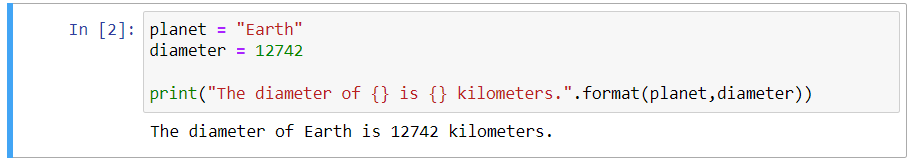 In [2]: planet = "Earth"
diameter = 12742
print("The diameter of {} is {} kilometers.".format(planet,diameter))
The diameter of Earth is 12742 kilometers.